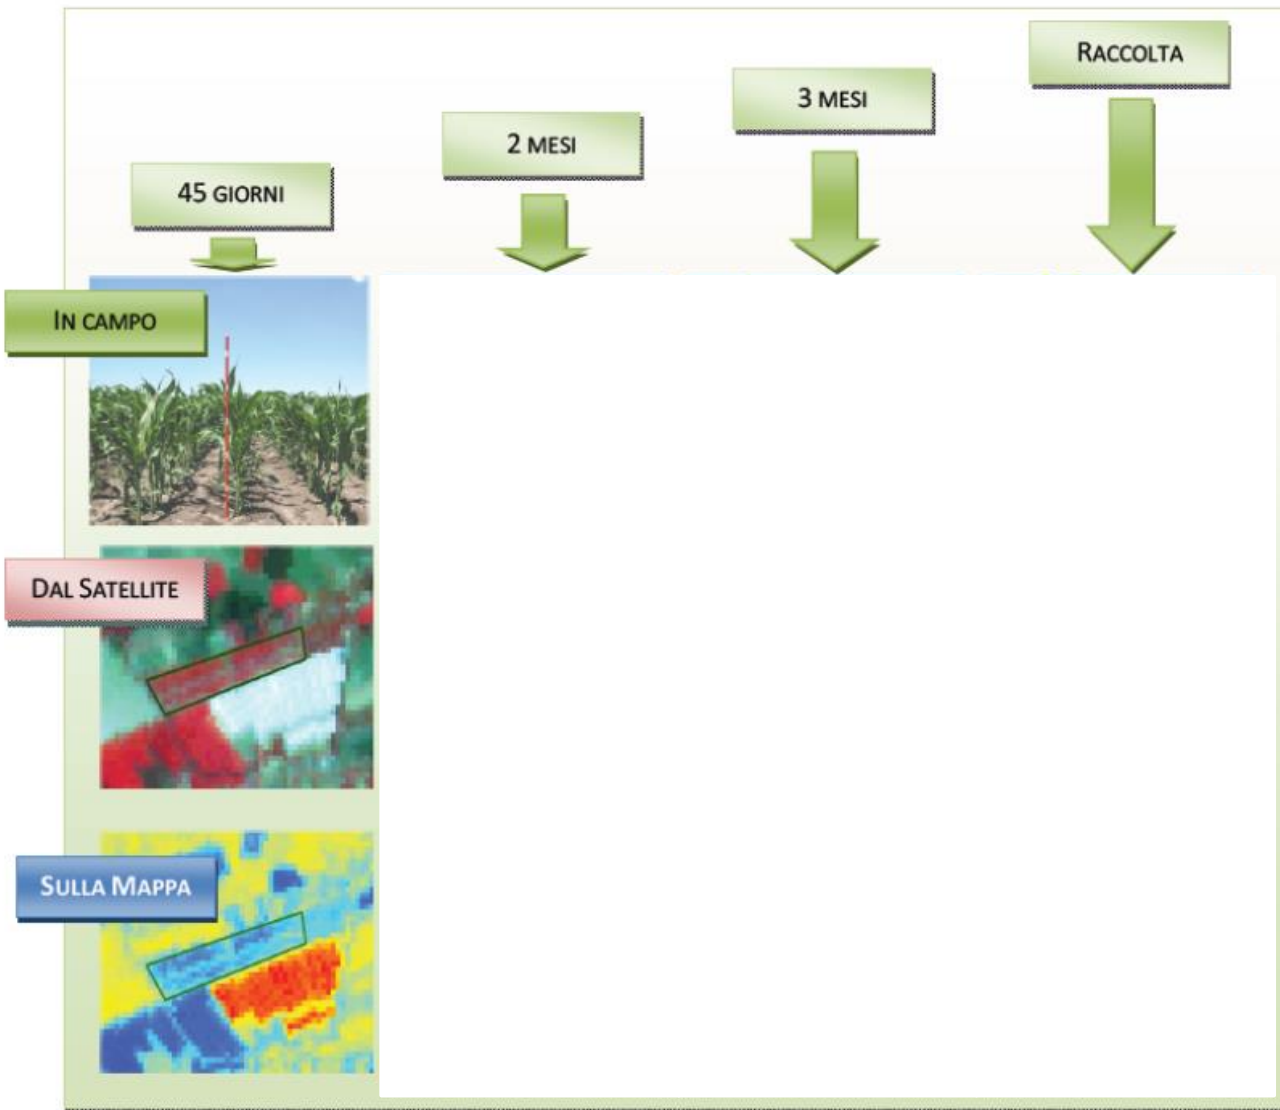 RACCOLTA
3 MESI
2 MESI
45 GIORNI
IN CAMPO
DAL SATELLITE
SULLA MAPPA